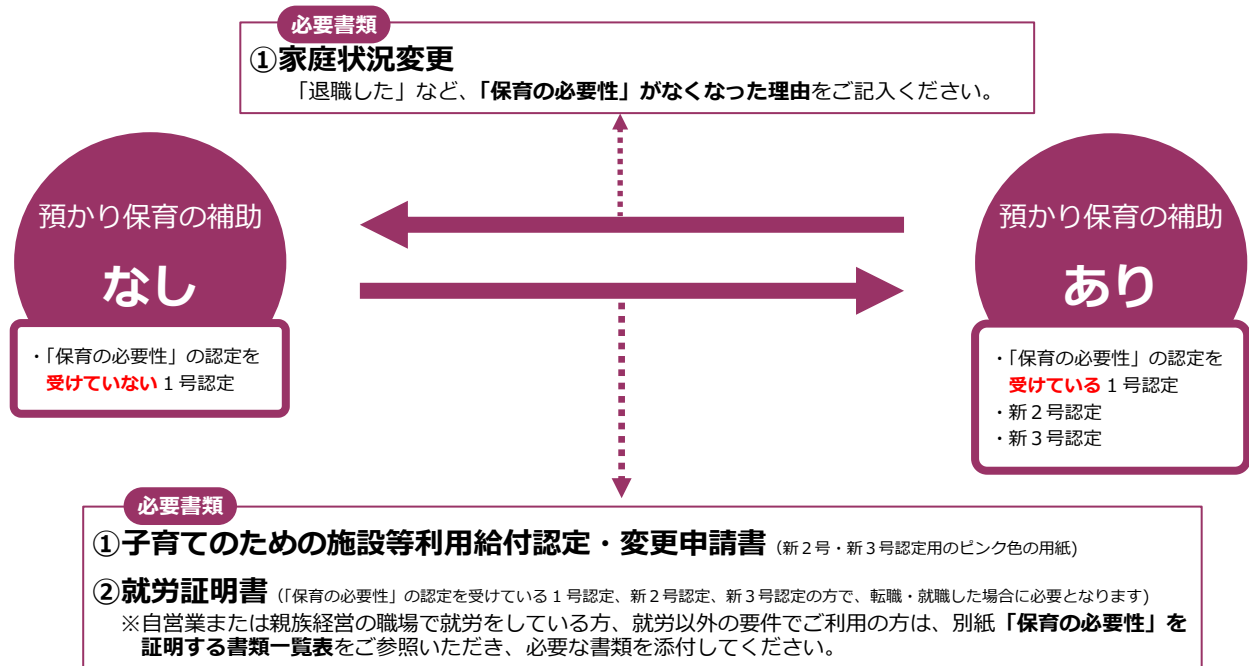 必要書類
①家庭状況変更
「退職した」など、「保育の必要性」がなくなった理由をご記入ください。
預かり保育の補助
なし
・「保育の必要性」の認定を
受けていない１号認定
預かり保育の補助
あり
・「保育の必要性」の認定を
受けている１号認定
・新２号認定
・新３号認定
必要書類
①子育てのための施設等利用給付認定・変更申請書 (新２号・新３号認定用のピンク色の用紙)
②就労証明書 (「保育の必要性」の認定を受けている１号認定、新２号認定、新３号認定の方で、転職・就職した場合に必要となります)
※自営業または親族経営の職場で就労をしている方、就労以外の要件でご利用の方は、別紙「保育の必要性」を
証明する書類一覧表をご参照いただき、必要な書類を添付してください。